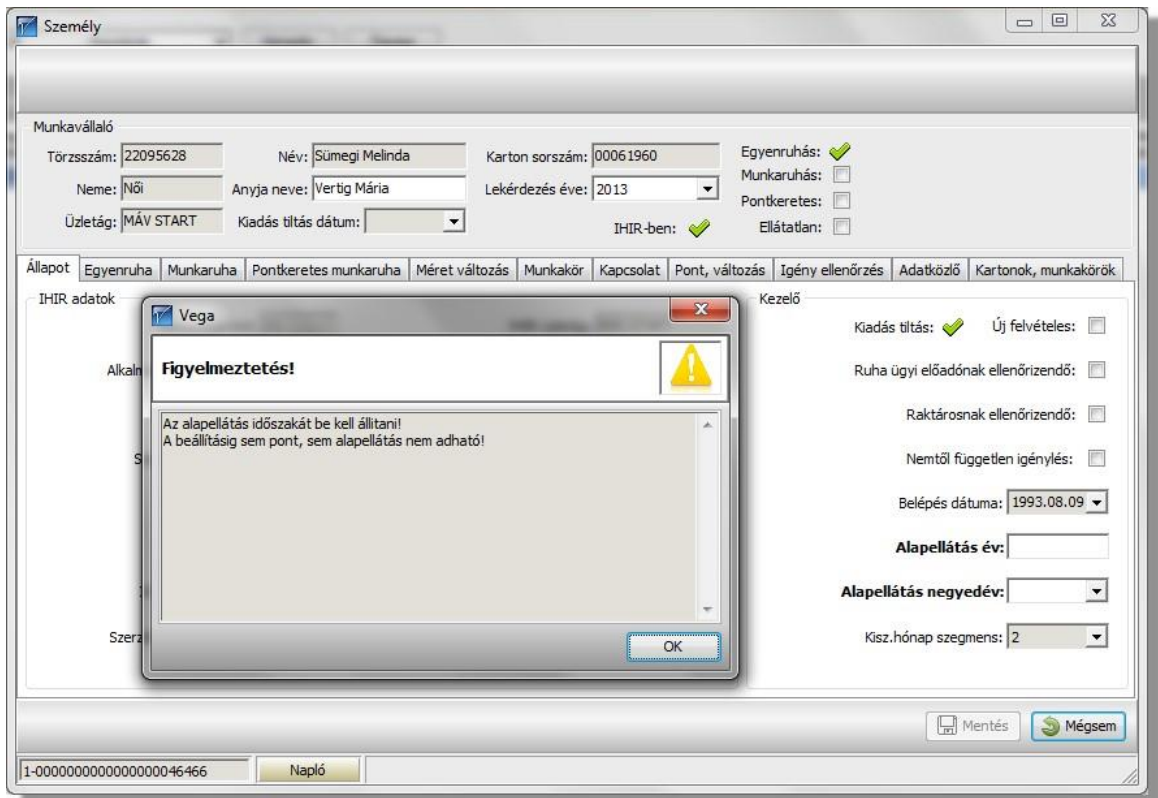 Személy
Munkavállaló
Törzsszám: 22095628 Név: Sümegi Melinda Karton sorszám: 00061960 Egyenruhás:
Munkaruhás:
Neme: Női Anyja neve: Vertig Mária Lekérdezés éve: 2013
Pontkeretes:
Üzletág: MÁV START Kiadás tiltás dátum: IHIR-ben: Ellátatlan:
Állapot Egyenruha Munkaruha Pontkeretes munkaruha Méret változás Munkakör Kapcsolat Pont, változás Igény ellenőrzés Adatközlő Kartonok, munkakörök
IHIR adatok Kezelő
Vega
Kiadás tiltás: Új felvételes:
Figyelmeztetés!
Ruha ügyi előadónak ellenőrizendő:
Az alapellátás időszakát be kell állitani!
A beállításig sem pont, sem alapellátás nem adható!
Raktárosnak ellenőrizendő:
Nemtől független igénylés:
Belépés dátuma: 1993.08.09
Alapellátás év:
Alapellátás negyedév:
Kisz.hónap szegmens: 2
OK
Mentés Mégsem
1-0000000000000000046466 Napló